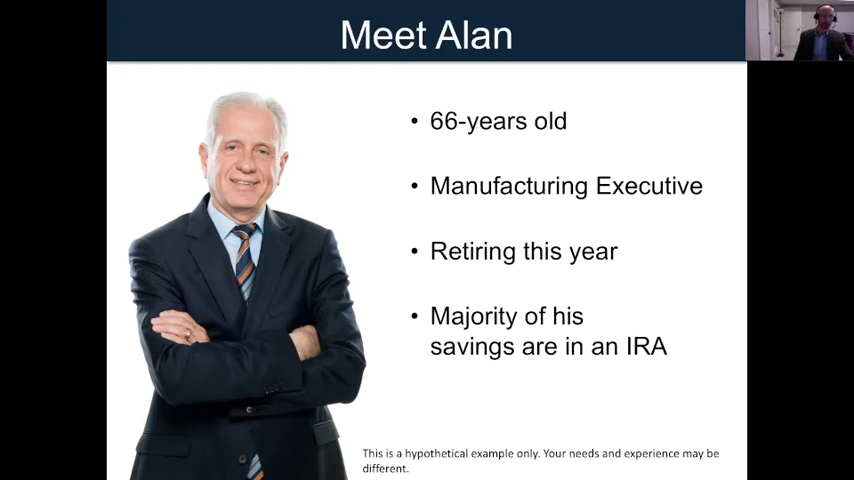 Meet Alan
• 66-years old
• Manufacturing Executive
• Retiring this year
• Majority of his
savings are in an IRA
This is a hypothetical example only. Your needs and experience may be
different.